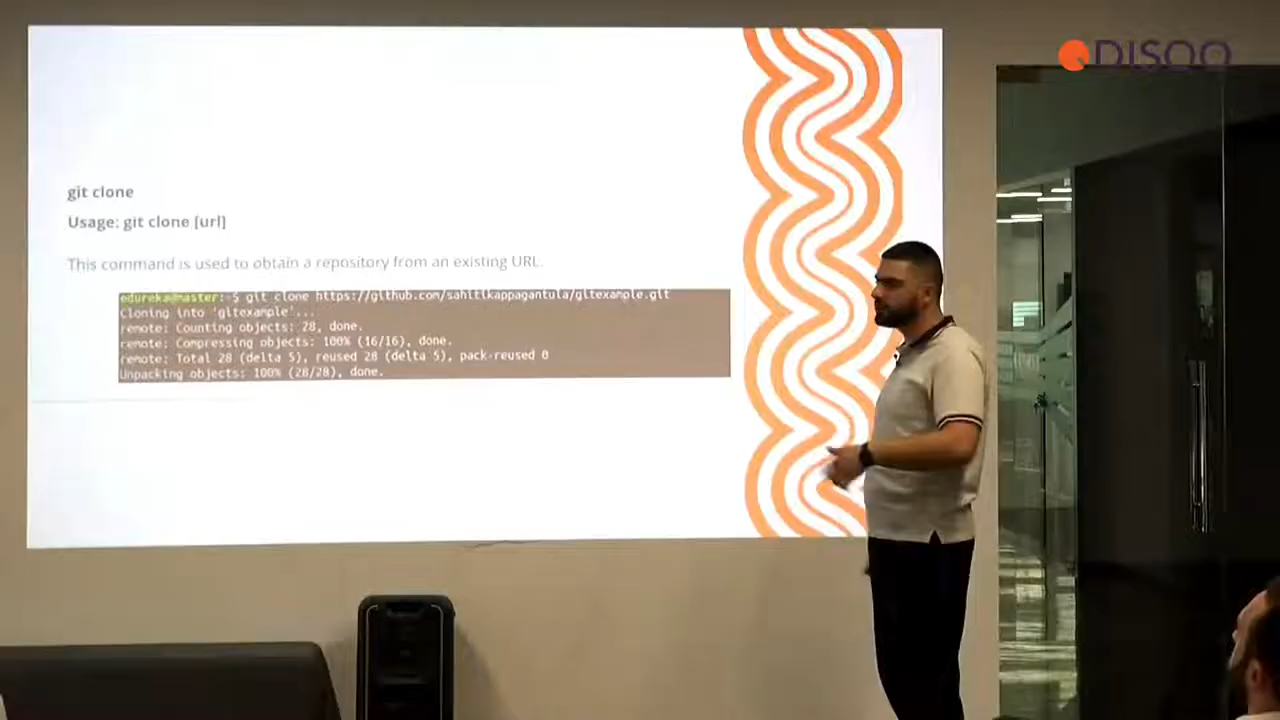 DISQO
git clone
Usage: git clone [url]
This command is used to obtain a repository from an existing URL.
edureka@master:~$ git clone https://github.com/sahitikappagantula/gitexample.git
Cloning into 'gitexample'...
remote: Counting objects: 28, done.
remote: Compressing objects: 100% (16/16), done.
remote: Total 28 (delta 5), reused 28 (delta 5), pack-reused 0
Unpacking objects: 100% (28/28), done.